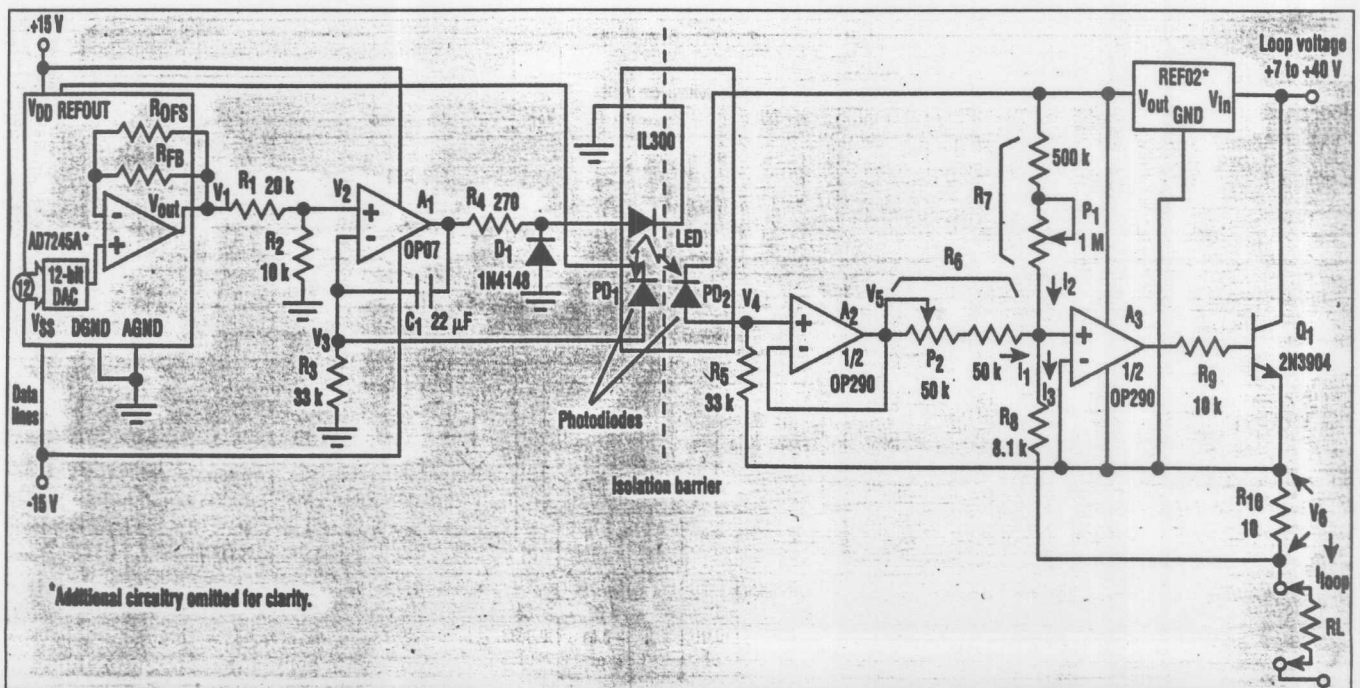 +15 V
VDD REFOUT
ROFS
RFB
Vout
AD7245A*
12-bit
DAC
12
VSS DGND AGND
Data
lines
-15 V
V1
R1 20 k
R2
10 k
V2
A1
OP07
C1 22 µF
V3
R3
33 k
R4 270
D1
1N4148
IL300
LED
PD1
PD2
Photodiodes
Isolation barrier
V4
R5
33 k
A2
1/2
OP290
V5
R6
P2
50 k
50 k
I1
R7
500 k
P1
1 M
I2
I3
R8
8.1 k
A3
1/2
OP290
REF02*
Vout
GND
Vin
Loop voltage
+7 to +40 V
R9
10 k
Q1
2N3904
R10
10
V6
Iloop
RL
*Additional circuitry omitted for clarity.